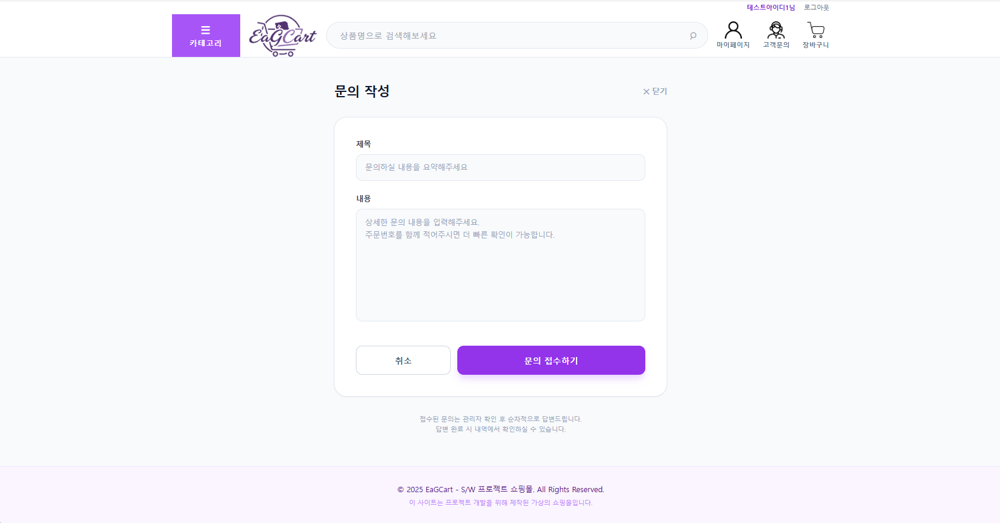 테스트아이디1님 로그아웃
카테고리
EaGCart
상품명으로 검색해보세요
마이페이지 고객문의 장바구니
문의 작성
닫기
제목
문의하실 내용을 요약해주세요
내용
상세한 문의 내용을 입력해주세요.
주문번호를 함께 적어주시면 더 빠른 확인이 가능합니다.
취소 문의 접수하기
접수된 문의는 관리자 확인 후 순차적으로 답변드립니다.
답변 완료 시 내역에서 확인하실 수 있습니다.
© 2025 EaGCart - S/W 프로젝트 쇼핑몰. All Rights Reserved.
이 사이트는 프로젝트 개발을 위해 제작된 가상의 쇼핑몰입니다.